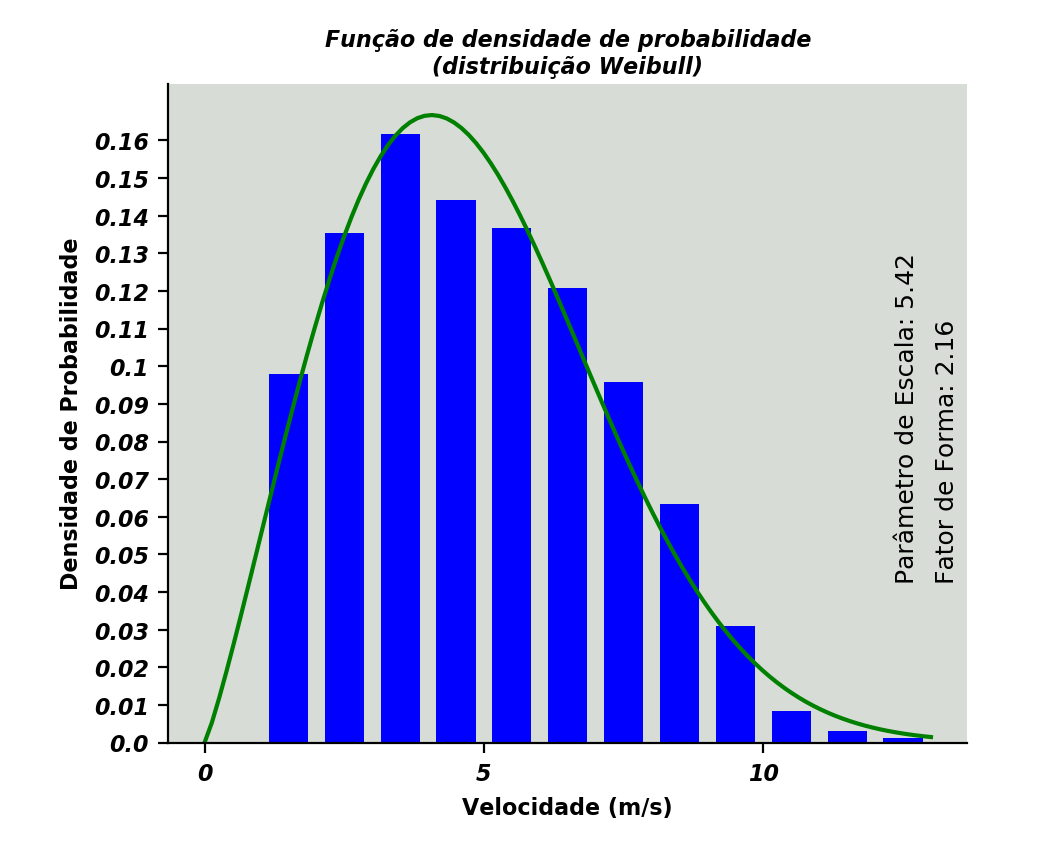 Função de densidade de probabilidade
(distribuição Weibull)
Densidade de Probabilidade
0.16
0.15
0.14
0.13
0.12
0.11
0.1
0.09
0.08
0.07
0.06
0.05
0.04
0.03
0.02
0.01
0.0
0 5 10
Velocidade (m/s)
Parâmetro de Escala: 5.42
Fator de Forma: 2.16